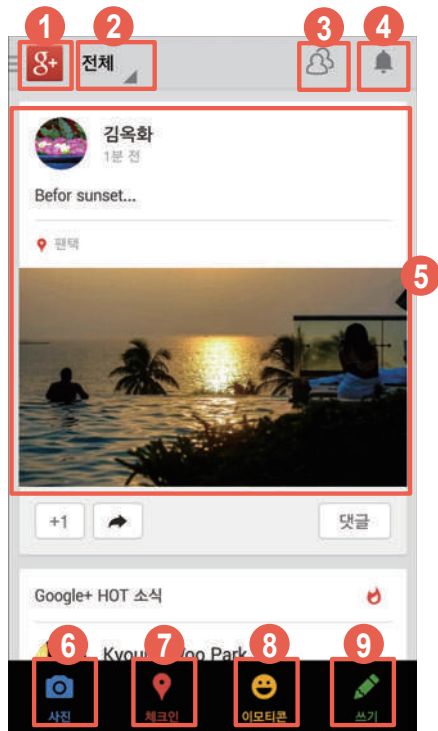 1 2 3 4
8+ 전체
김옥화
1분 전
Befor sunset...
팬택
5
+1 댓글
Google+ HOT 소식
6 7 8 9
사진 체크인 이모티콘 쓰기